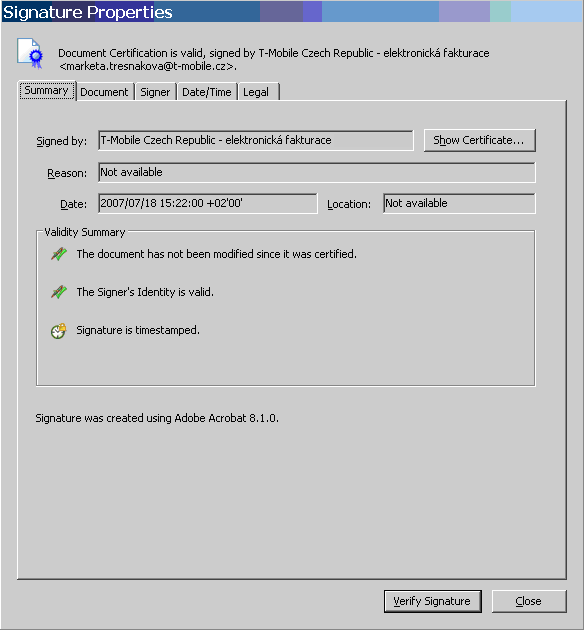 Signature Properties
Document Certification is valid, signed by T-Mobile Czech Republic - elektronická fakturace
<marketa.tresnakova@t-mobile.cz>.
Summary Document Signer Date/Time Legal
Signed by: T-Mobile Czech Republic - elektronická fakturace Show Certificate...
Reason: Not available
Date: 2007/07/18 15:22:00 +02'00' Location: Not available
Validity Summary
The document has not been modified since it was certified.
The Signer's Identity is valid.
Signature is timestamped.
Signature was created using Adobe Acrobat 8.1.0.
Verify Signature Close